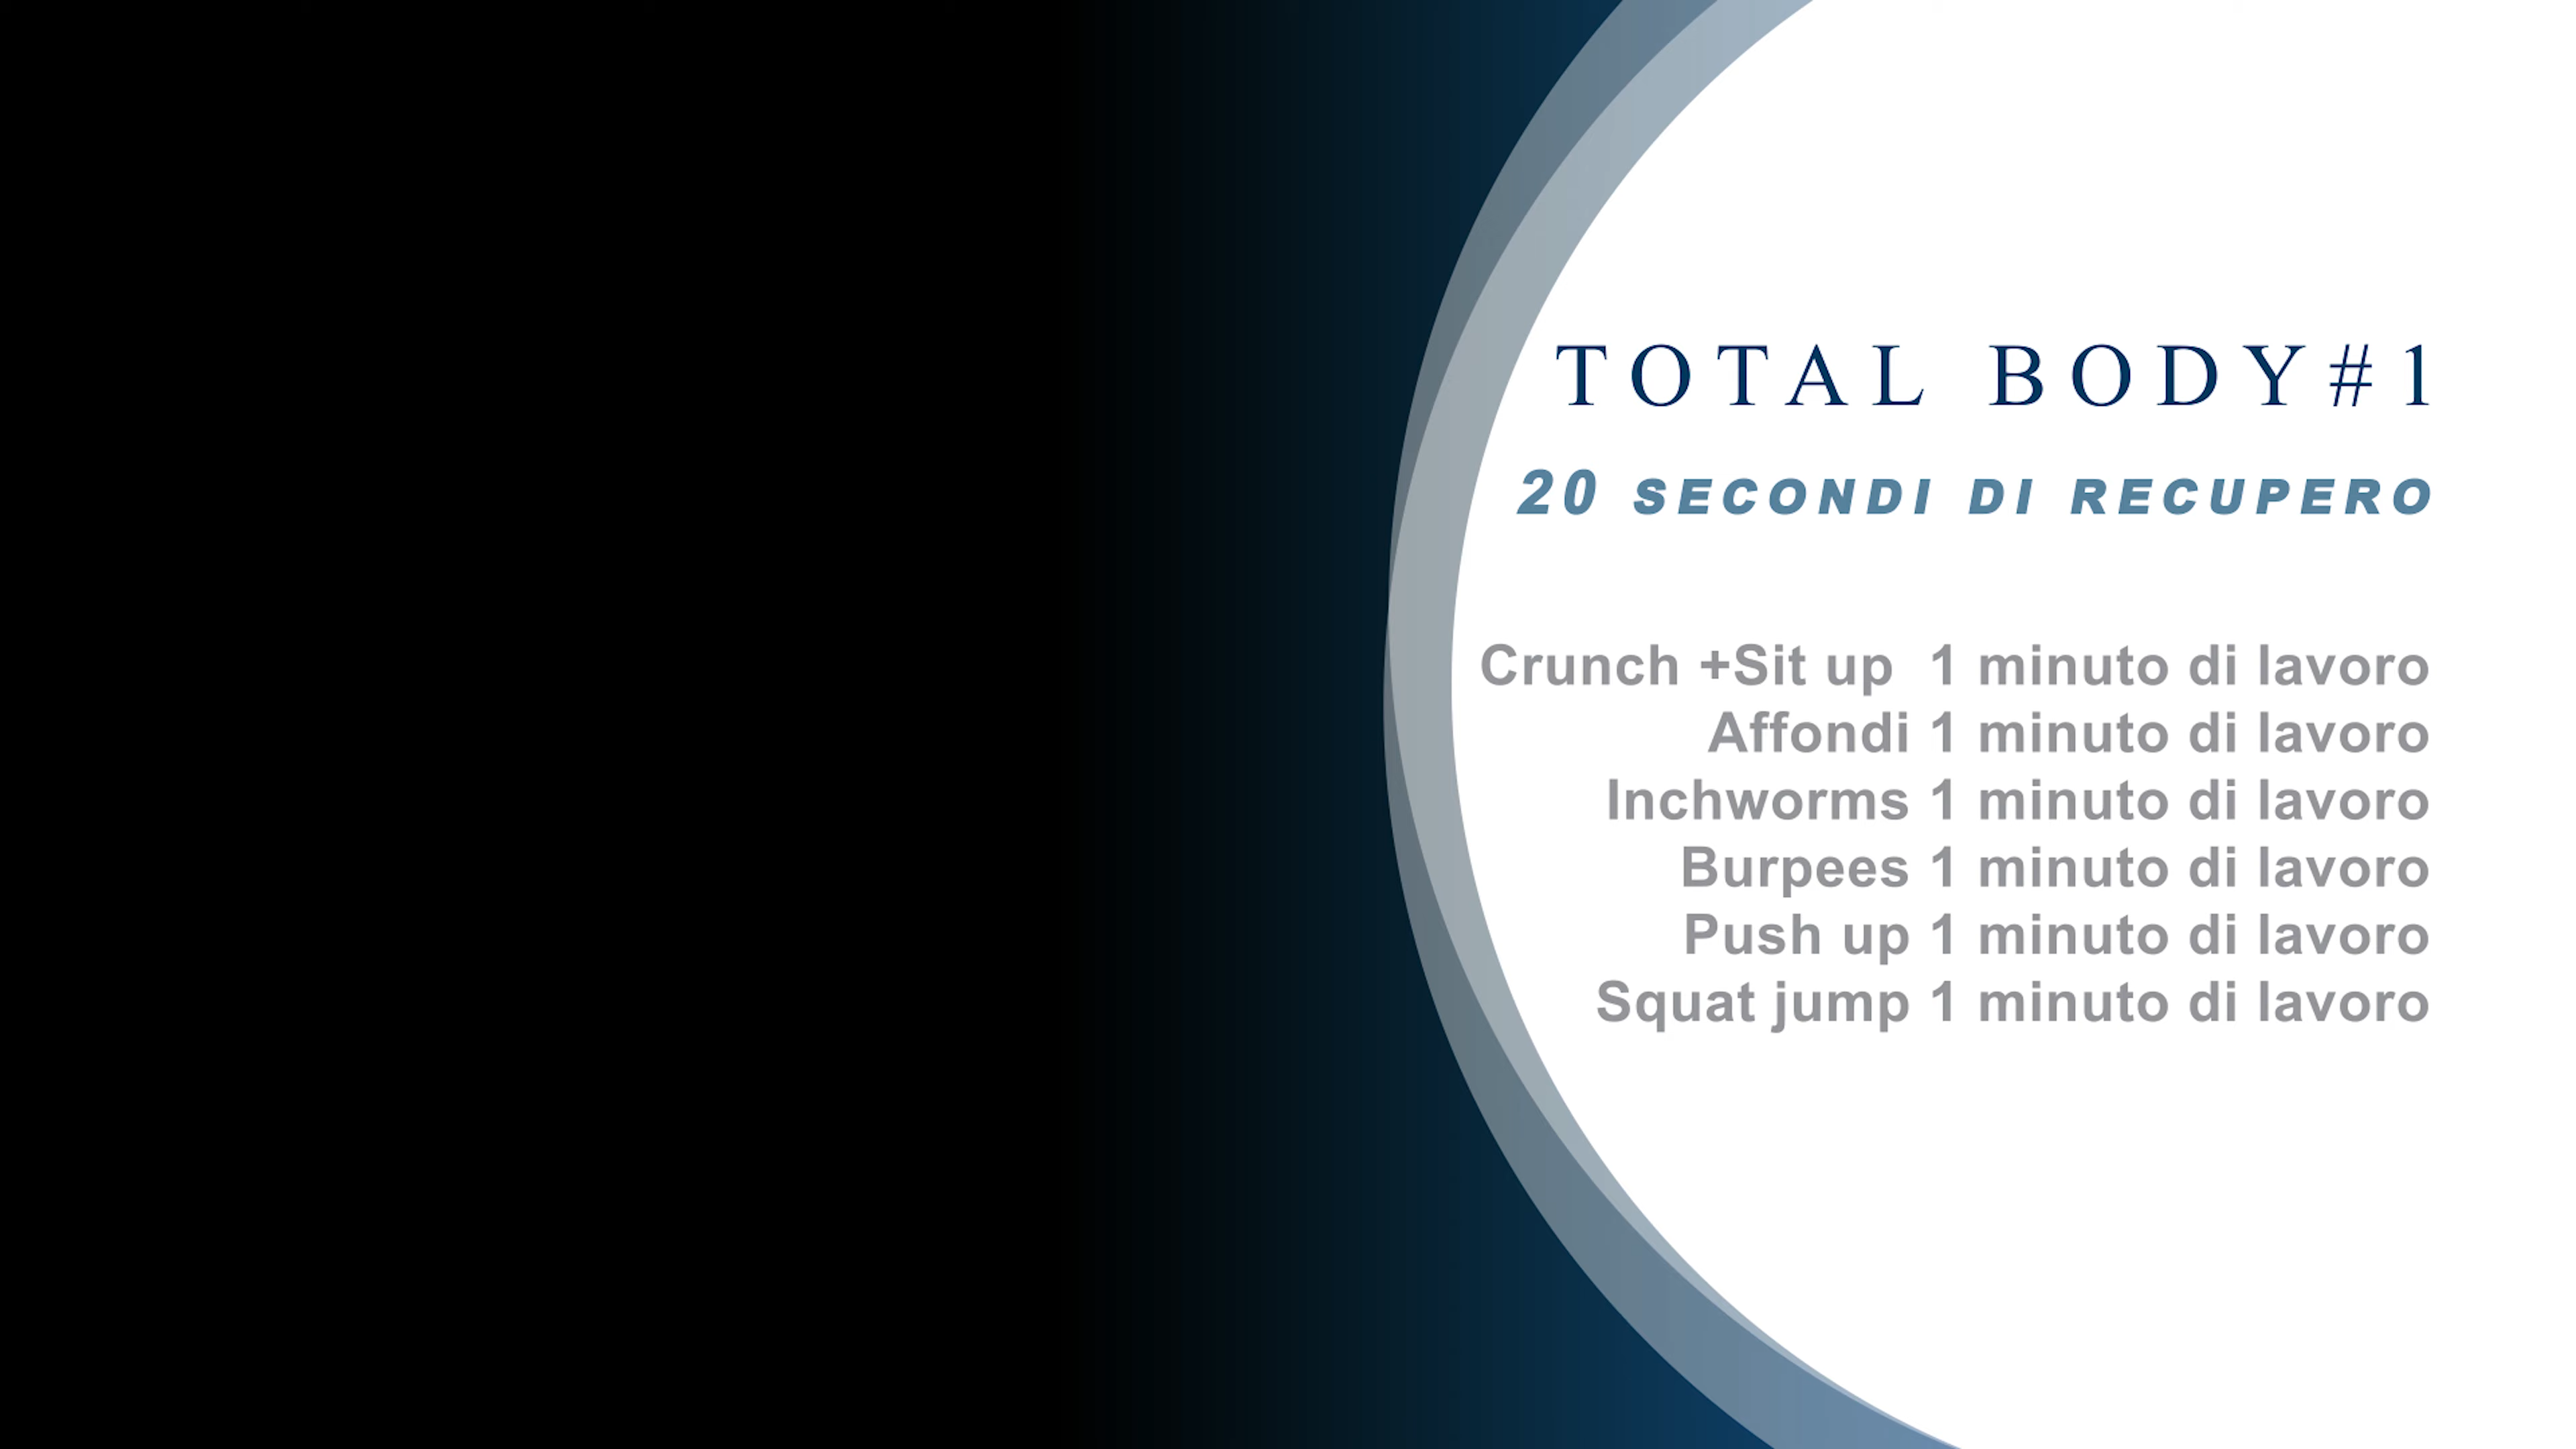 TOTAL BODY#1
20 SECONDI DI RECUPERO
Crunch +Sit up  1 minuto di lavoro
Affondi 1 minuto di lavoro
Inchworms 1 minuto di lavoro
Burpees 1 minuto di lavoro
Push up 1 minuto di lavoro
Squat jump 1 minuto di lavoro